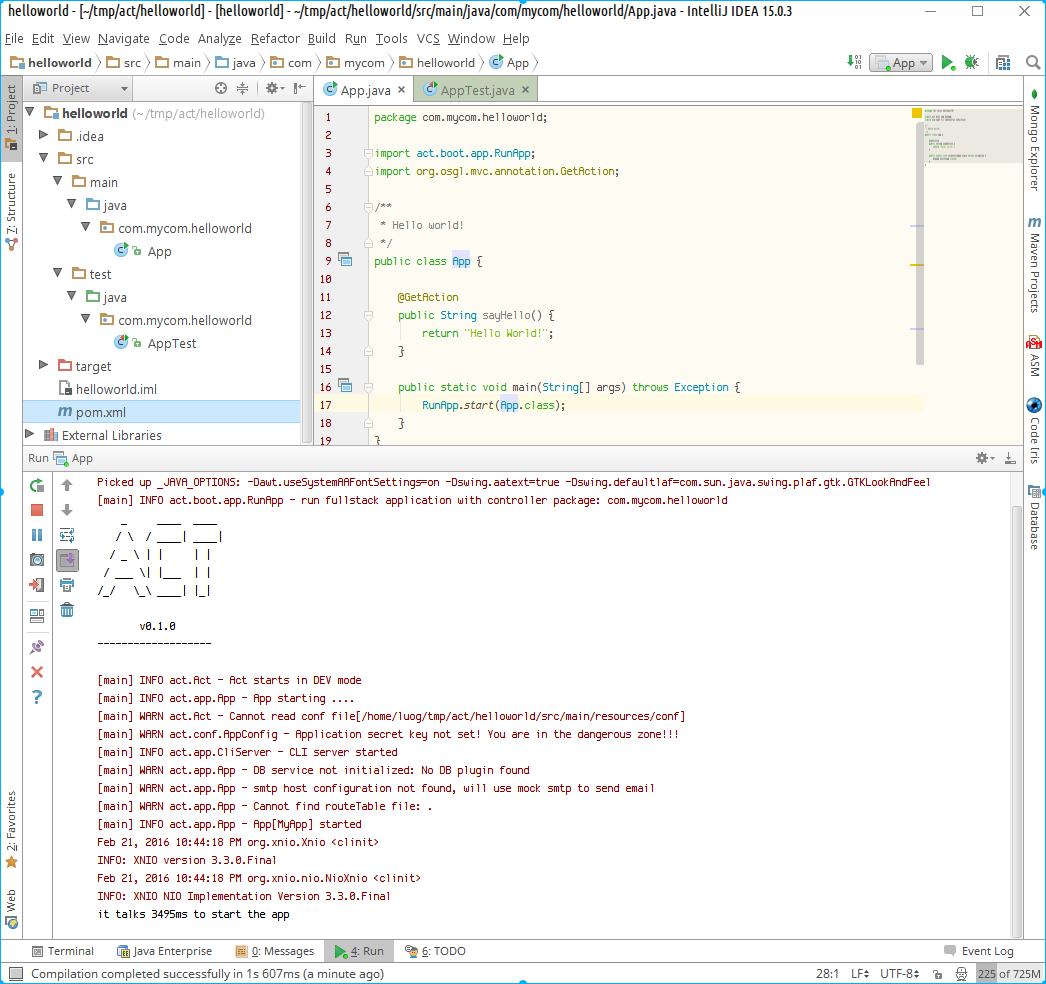 helloworld - [~/tmp/act/helloworld] - [helloworld] - ~/tmp/act/helloworld/src/main/java/com/mycom/helloworld/App.java - IntelliJ IDEA 15.0.3
File Edit View Navigate Code Analyze Refactor Build Run Tools VCS Window Help
helloworld src main java com mycom helloworld App
App
1: Project
7: Structure
2: Favorites
Web
Project
helloworld (~/tmp/act/helloworld)
.idea
src
main
java
com.mycom.helloworld
App
test
java
com.mycom.helloworld
AppTest
target
helloworld.iml
pom.xml
External Libraries
App.java AppTest.java
1 package com.mycom.helloworld;
2
3 import act.boot.app.RunApp;
4 import org.osgl.mvc.annotation.GetAction;
5
6 /**
7 * Hello world!
8 */
9 public class App {
10
11 @GetAction
12 public String sayHello() {
13 return "Hello World!";
14 }
15
16 public static void main(String[] args) throws Exception {
17 RunApp.start(App.class);
18 }
19 }
Mongo Explorer
Maven Projects
ASM
Code Iris
Database
Run App
Picked up _JAVA_OPTIONS: -Dawt.useSystemAAFontSettings=on -Dswing.aatext=true -Dswing.defaultlaf=com.sun.java.swing.plaf.gtk.GTKLookAndFeel
[main] INFO act.boot.app.RunApp - run fullstack application with controller package: com.mycom.helloworld
ACT
v0.1.0
-------------------
[main] INFO act.Act - Act starts in DEV mode
[main] INFO act.app.App - App starting ....
[main] WARN act.Act - Cannot read conf file[/home/luog/tmp/act/helloworld/src/main/resources/conf]
[main] WARN act.conf.AppConfig - Application secret key not set! You are in the dangerous zone!!!
[main] INFO act.app.CliServer - CLI server started
[main] WARN act.app.App - DB service not initialized: No DB plugin found
[main] WARN act.app.App - smtp host configuration not found, will use mock smtp to send email
[main] WARN act.app.App - Cannot find routeTable file: .
[main] INFO act.app.App - App[MyApp] started
Feb 21, 2016 10:44:18 PM org.xnio.Xnio <clinit>
INFO: XNIO version 3.3.0.Final
Feb 21, 2016 10:44:18 PM org.xnio.nio.NioXnio <clinit>
INFO: XNIO NIO Implementation Version 3.3.0.Final
it talks 3495ms to start the app
Terminal Java Enterprise 0: Messages 4: Run 6: TODO Event Log
Compilation completed successfully in 1s 607ms (a minute ago) 28:1 LF UTF-8 225 of 725M